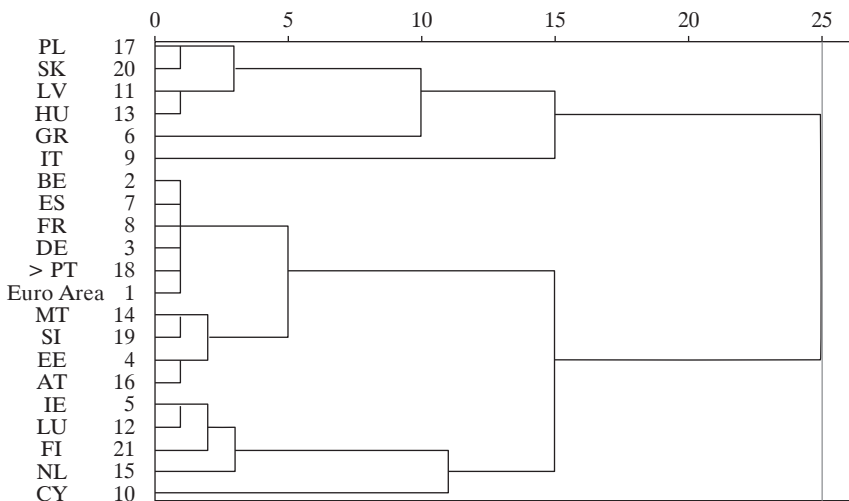 0 5 10 15 20 25
PL 17
SK 20
LV 11
HU 13
GR 6
IT 9
BE 2
ES 7
FR 8
DE 3
> PT 18
Euro Area 1
MT 14
SI 19
EE 4
AT 16
IE 5
LU 12
FI 21
NL 15
CY 10